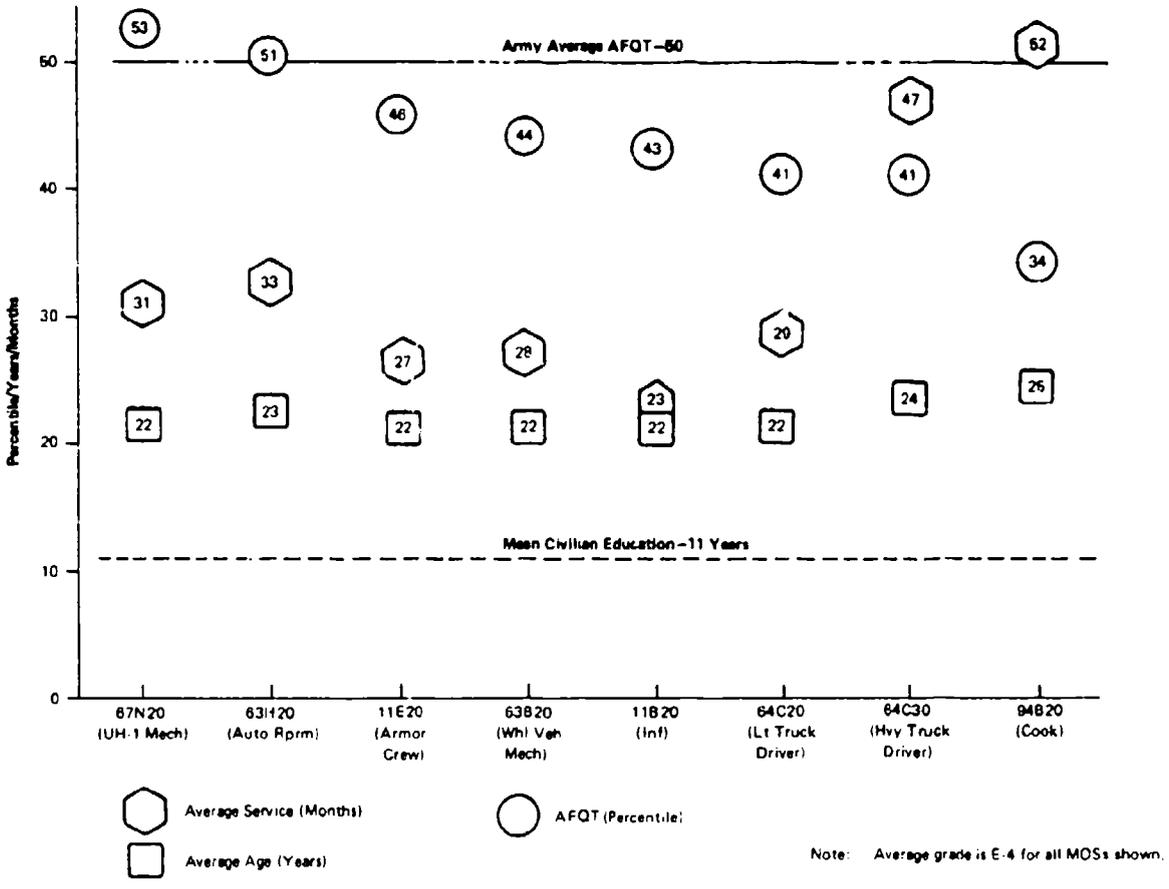 Percentile/Years/Months
50
40
30
20
10
0
Army Average AFQT–50
53
51
46
44
43
41
47
41
52
34
31
33
27
28
23
29
22
23
22
22
22
22
24
25
Mean Civilian Education–11 Years
67N20
(UH-1 Mech)
63H20
(Auto Rprm)
11E20
(Armor
Crew)
63B20
(Whl Veh
Mech)
11B20
(Inf)
64C20
(Lt Truck
Driver)
64C30
(Hvy Truck
Driver)
94B20
(Cook)
Average Service (Months)
AFQT (Percentile)
Average Age (Years)
Note: Average grade is E-4 for all MOSs shown.